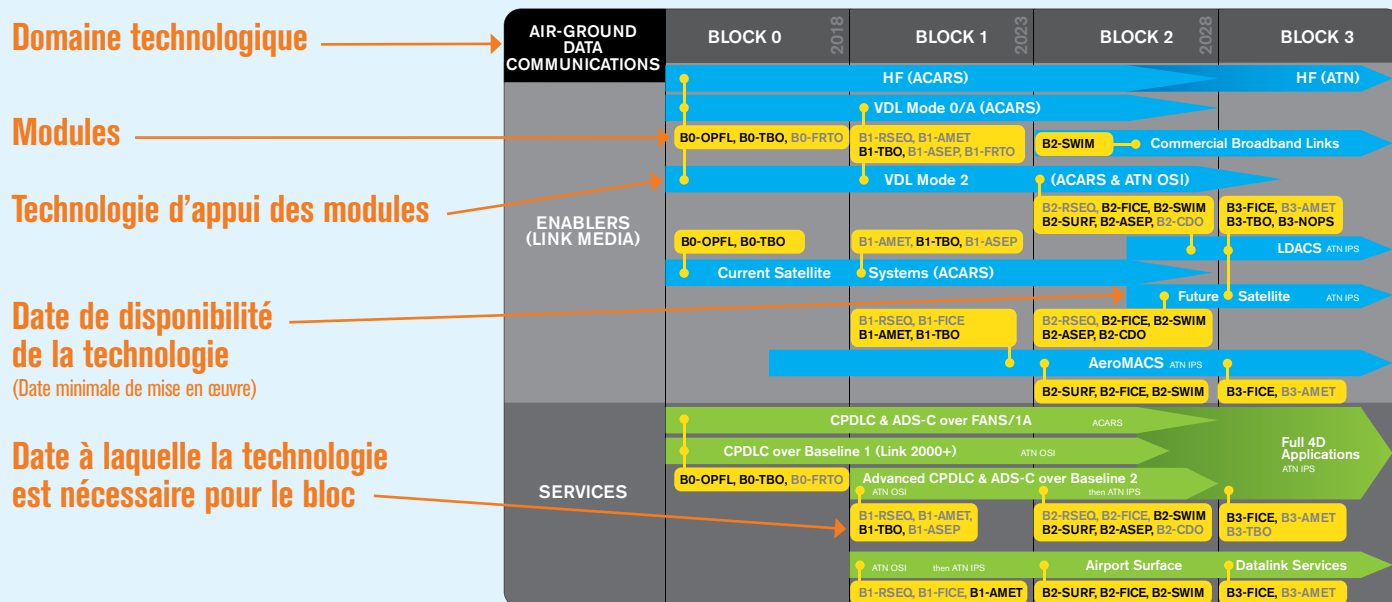 Domaine technologique
Modules
Technologie d'appui des modules
Date de disponibilité
de la technologie
(Date minimale de mise en œuvre)
Date à laquelle la technologie
est nécessaire pour le bloc
AIR-GROUND
DATA
COMMUNICATIONS
BLOCK 0
2018
BLOCK 1
2023
BLOCK 2
2028
BLOCK 3
ENABLERS
(LINK MEDIA)
HF (ACARS)
HF (ATN)
VDL Mode 0/A (ACARS)
B0-OPFL, B0-TBO, B0-FRTO
B1-RSEQ, B1-AMET
B1-TBO, B1-ASEP, B1-FRTO
B2-SWIM
Commercial Broadband Links
VDL Mode 2
(ACARS & ATN OSI)
B2-RSEQ, B2-FICE, B2-SWIM
B2-SURF, B2-ASEP, B2-CDO
B3-FICE, B3-AMET
B3-TBO, B3-NOPS
B0-OPFL, B0-TBO
B1-AMET, B1-TBO, B1-ASEP
LDACS ATN IPS
Current Satellite
Systems (ACARS)
Future
Satellite
ATN IPS
B1-RSEQ, B1-FICE
B1-AMET, B1-TBO
B2-RSEQ, B2-FICE, B2-SWIM
B2-ASEP, B2-CDO
AeroMACS ATN IPS
B2-SURF, B2-FICE, B2-SWIM
B3-FICE, B3-AMET
SERVICES
CPDLC & ADS-C over FANS/1A
ACARS
CPDLC over Baseline 1 (Link 2000+)
ATN OSI
Full 4D
Applications
ATN IPS
B0-OPFL, B0-TBO, B0-FRTO
Advanced CPDLC & ADS-C over Baseline 2
ATN OSI
then ATN IPS
B1-RSEQ, B1-AMET,
B1-TBO, B1-ASEP
B2-RSEQ, B2-FICE, B2-SWIM
B2-SURF, B2-ASEP, B2-CDO
B3-FICE, B3-AMET
B3-TBO
ATN OSI
then ATN IPS
Airport Surface
Datalink Services
B1-RSEQ, B1-FICE, B1-AMET
B2-SURF, B2-FICE, B2-SWIM
B3-FICE, B3-AMET